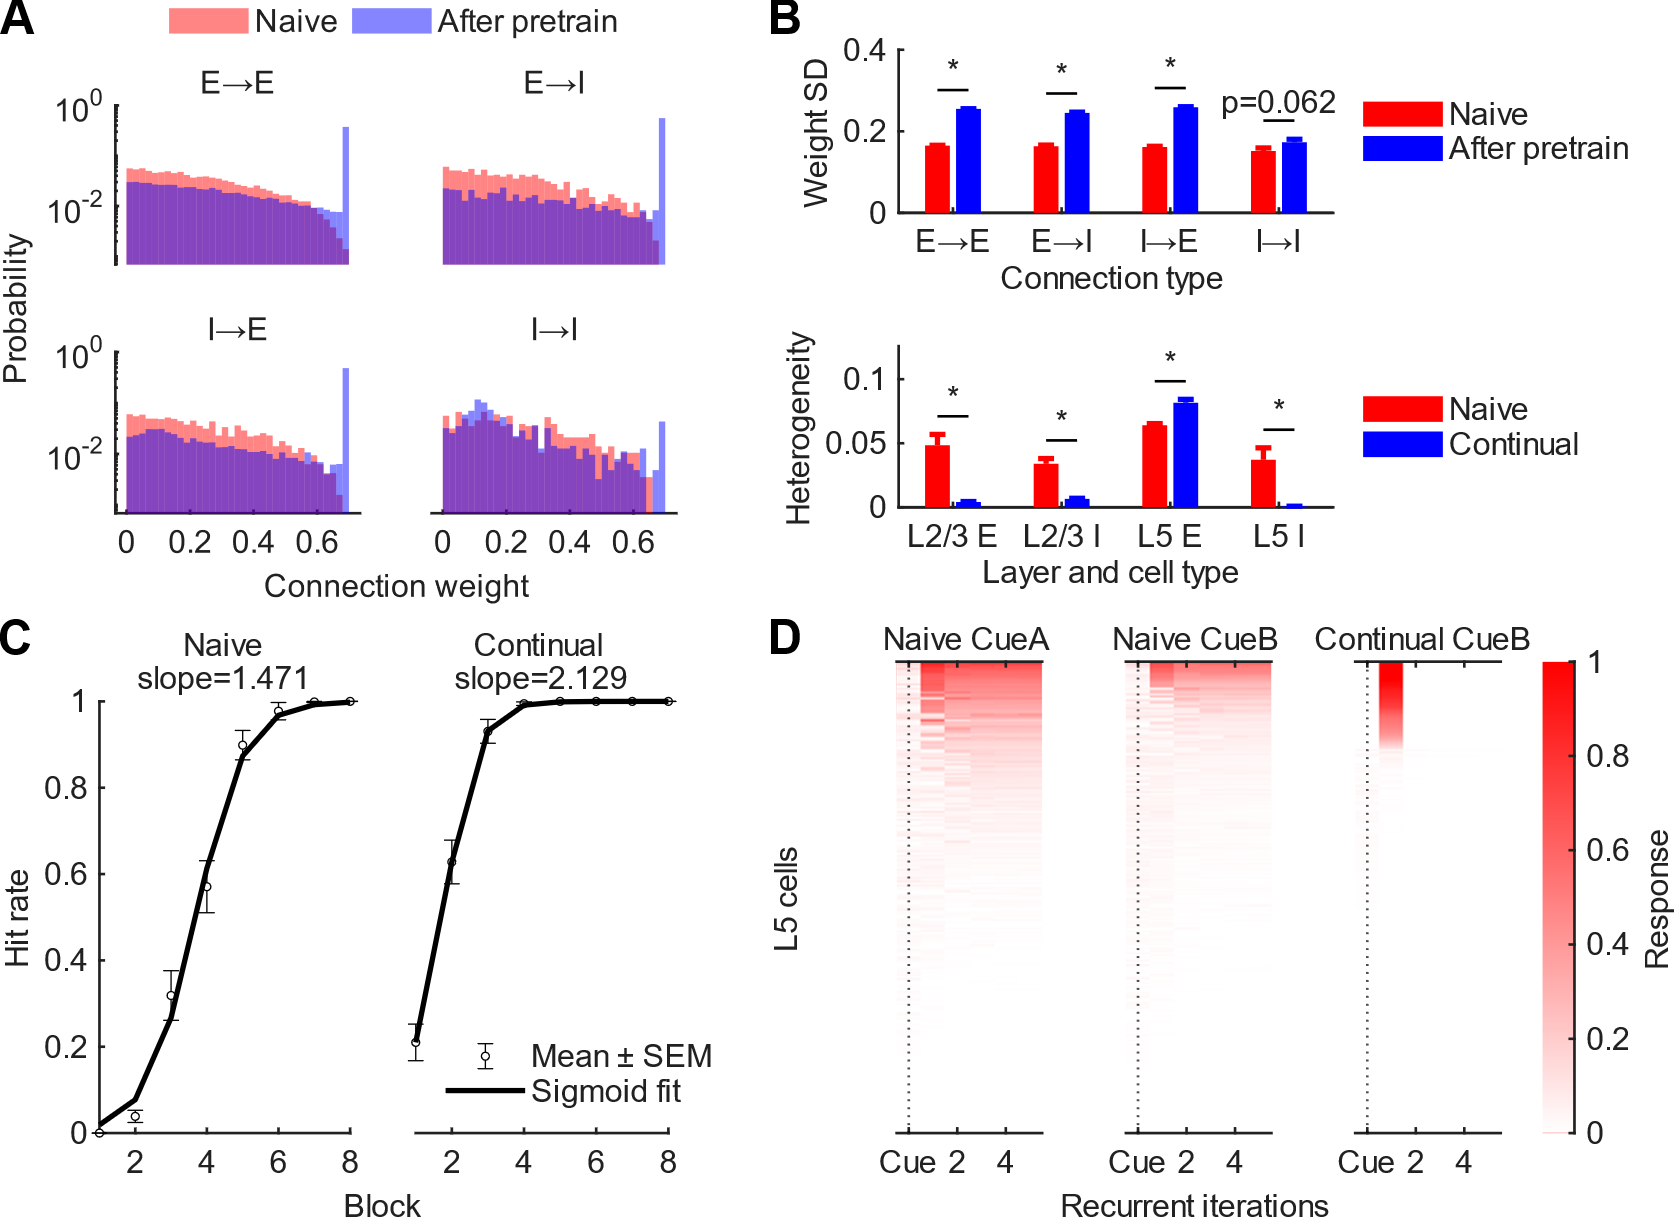 A
Naive
After pretrain
E→E
E→I
10^0
10^-2
I→E
I→I
10^0
10^-2
0 0.2 0.4 0.6
0 0.2 0.4 0.6
Probability
Connection weight
B
Weight SD
0.4
0.2
0
* * * p=0.062
E→E E→I I→E I→I
Connection type
Naive
After pretrain
Heterogeneity
0.1
0.05
0
* * * *
L2/3 E L2/3 I L5 E L5 I
Layer and cell type
Naive
Continual
C
Naive
slope=1.471
Continual
slope=2.129
Hit rate
1
0.8
0.6
0.4
0.2
0
Mean ± SEM
Sigmoid fit
2 4 6 8
2 4 6 8
Block
D
Naive CueA
Naive CueB
Continual CueB
L5 cells
Cue 2 4
Cue 2 4
Cue 2 4
Recurrent iterations
1
0.8
0.6
0.4
0.2
0
Response